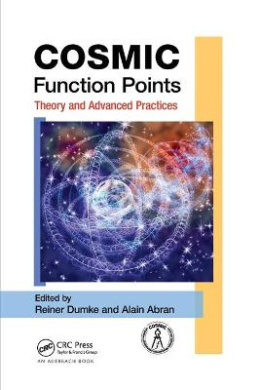 COSMIC
Function Points
Theory and Advanced Practices
Edited by
Reiner Dumke and Alain Abran
CRC Press
Taylor & Francis Group
AN AUERBACH BOOK
COSMIC